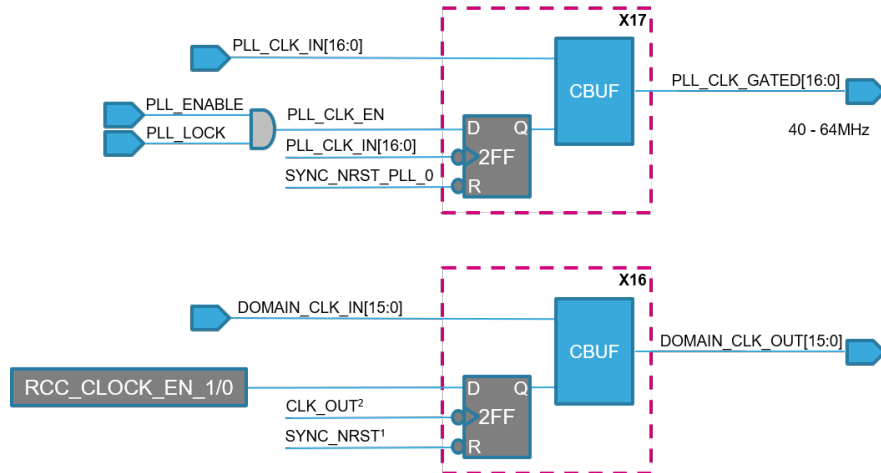 X17
PLL_CLK_IN[16:0]
CBUF
PLL_CLK_GATED[16:0]
PLL_ENABLE
PLL_LOCK
PLL_CLK_EN
D Q
40 - 64MHz
PLL_CLK_IN[16:0]
2FF
SYNC_NRST_PLL_0
R
X16
DOMAIN_CLK_IN[15:0]
CBUF
DOMAIN_CLK_OUT[15:0]
RCC_CLOCK_EN_1/0
D Q
CLK_OUT²
2FF
SYNC_NRST¹
R